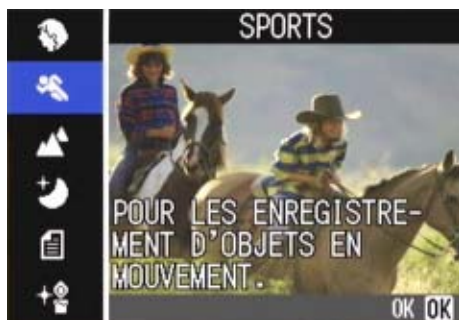 SPORTS
POUR LES ENREGISTRE-
MENT D'OBJETS EN
MOUVEMENT.
OK OK